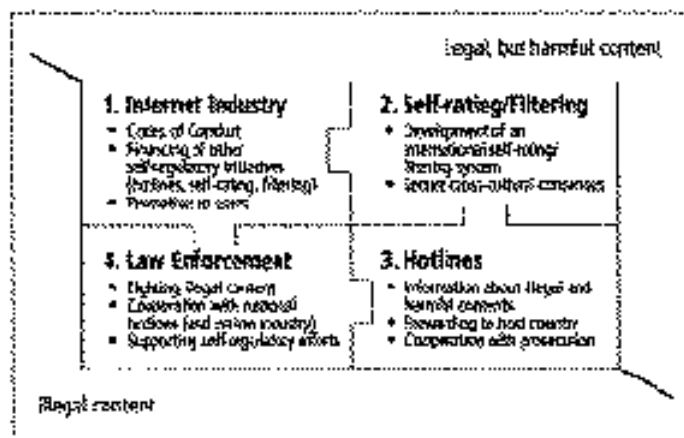 Legal, but harmful content
1. Internet Industry
• Codes of Conduct
• Financing of other
self-regulatory initiatives
(hotlines, self-rating, filtering)
• Promotion to users
2. Self-rating/Filtering
• Development of an
international self-rating/
filtering system
• Secure cross-cultural consensus
4. Law Enforcement
• Fighting illegal content
• Cooperation with national
hotlines (and online industry)
• Supporting self-regulatory efforts
3. Hotlines
• Information about illegal and
harmful contents
• Forwarding to host country
• Cooperation with prosecution
Illegal content